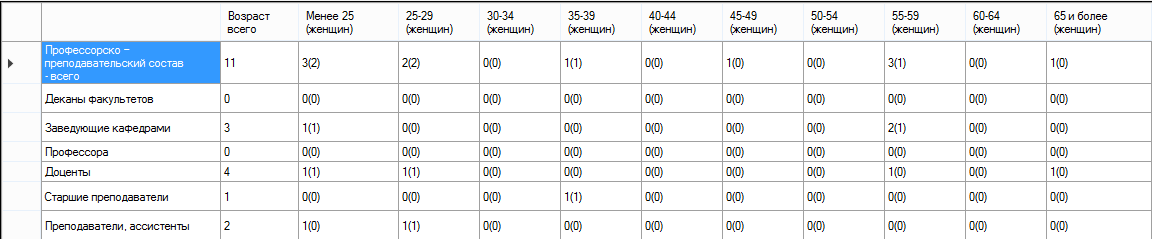 Возраст всего Менее 25 (женщин) 25-29 (женщин) 30-34 (женщин) 35-39 (женщин) 40-44 (женщин) 45-49 (женщин) 50-54 (женщин) 55-59 (женщин) 60-64 (женщин) 65 и более (женщин)
Профессорско – преподавательский состав - всего 11 3(2) 2(2) 0(0) 1(1) 0(0) 1(0) 0(0) 3(1) 0(0) 1(0)
Деканы факультетов 0 0(0) 0(0) 0(0) 0(0) 0(0) 0(0) 0(0) 0(0) 0(0) 0(0)
Заведующие кафедрами 3 1(1) 0(0) 0(0) 0(0) 0(0) 0(0) 0(0) 2(1) 0(0) 0(0)
Профессора 0 0(0) 0(0) 0(0) 0(0) 0(0) 0(0) 0(0) 0(0) 0(0) 0(0)
Доценты 4 1(1) 1(1) 0(0) 0(0) 0(0) 0(0) 0(0) 1(0) 0(0) 1(0)
Старшие преподаватели 1 0(0) 0(0) 0(0) 1(1) 0(0) 0(0) 0(0) 0(0) 0(0) 0(0)
Преподаватели, ассистенты 2 1(0) 1(1) 0(0) 0(0) 0(0) 0(0) 0(0) 0(0) 0(0) 0(0)